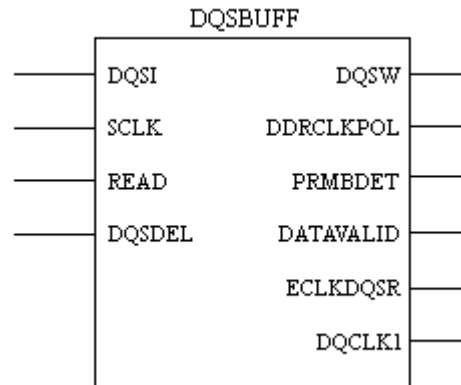 DQSBUFF
DQSI DQSW
SCLK DDRCLKPOL
READ PRMBDET
DQSDEL DATAVALID
ECLKDQSR
DQCLK1